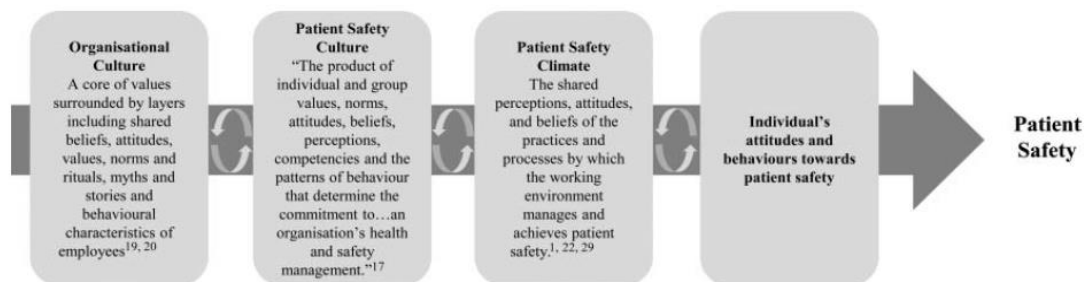 Organisational
Culture
A core of values
surrounded by layers
including shared
beliefs, attitudes,
values, norms and
rituals, myths and
stories and
behavioural
characteristics of
employees19, 20
Patient Safety
Culture
“The product of
individual and group
values, norms,
attitudes, beliefs,
perceptions,
competencies and the
patterns of behaviour
that determine the
commitment to…an
organisation’s health
and safety
management.”17
Patient Safety
Climate
The shared
perceptions, attitudes,
and beliefs of the
practices and
processes by which
the working
environment
manages and
achieves patient
safety.1, 22, 29
Individual’s
attitudes and
behaviours towards
patient safety
Patient
Safety